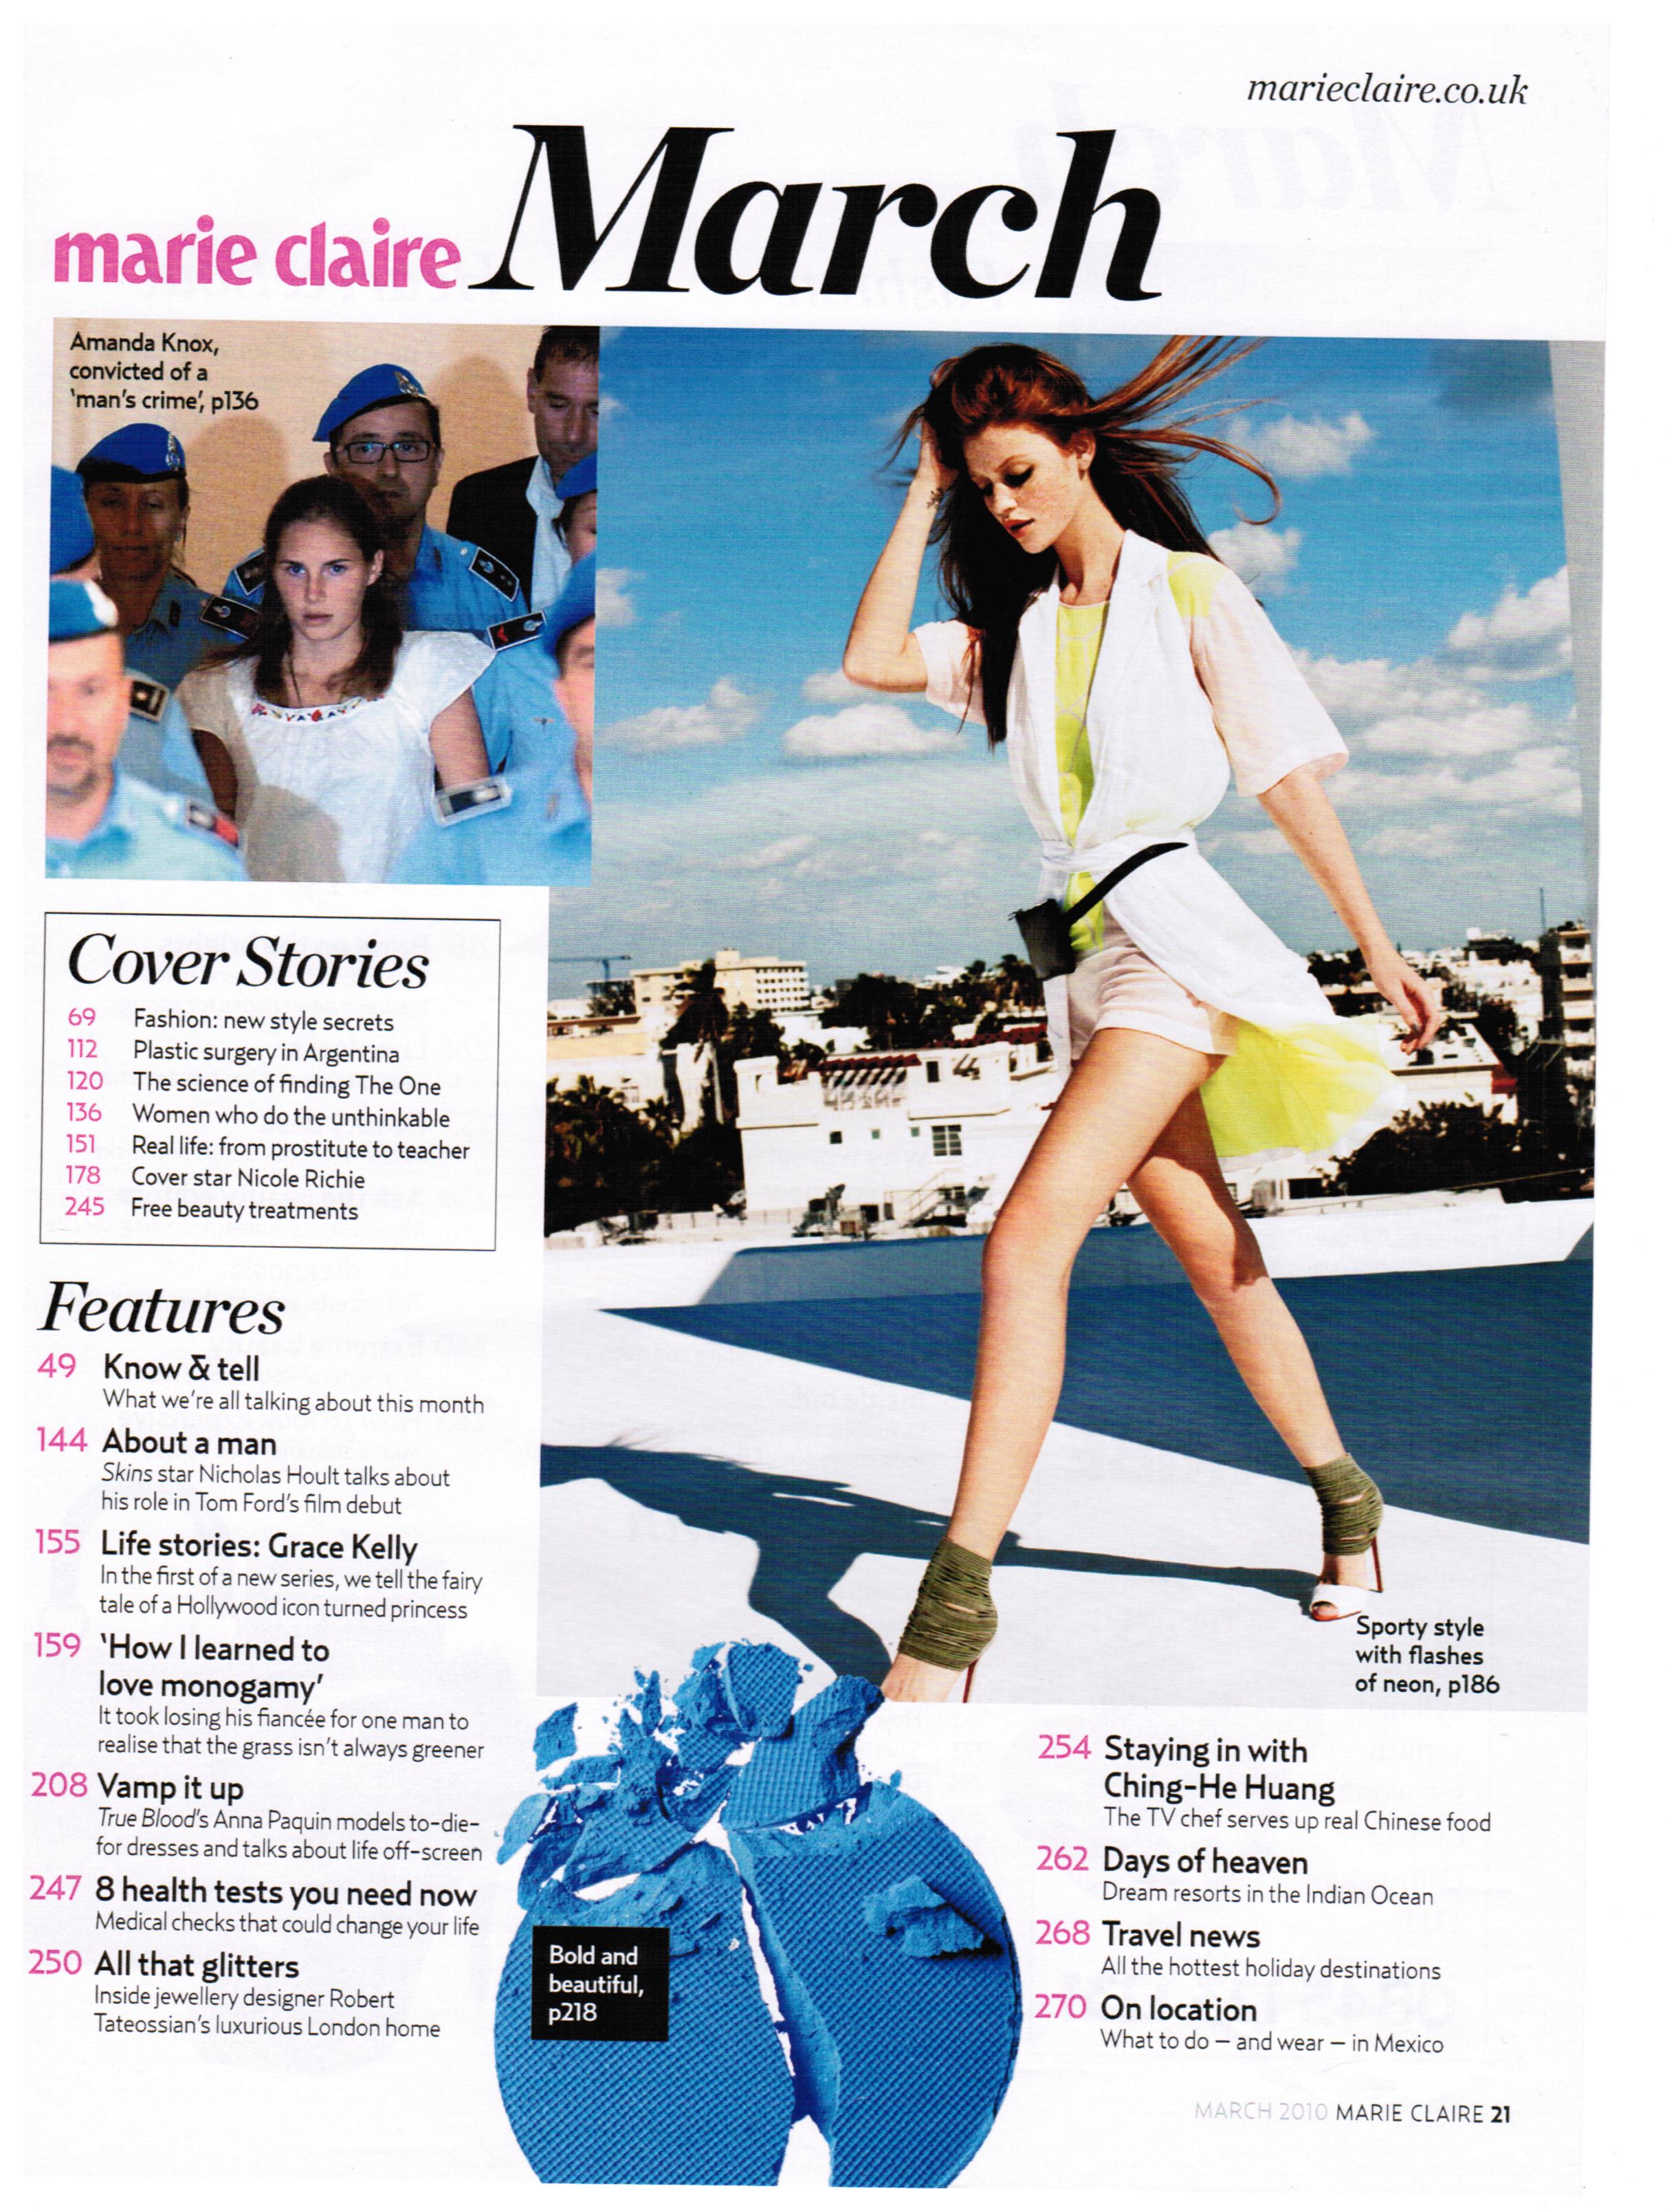 marieclaire.co.uk
marie claire March
Amanda Knox,
convicted of a
‘man’s crime’, p136
Cover Stories
69 Fashion: new style secrets
112 Plastic surgery in Argentina
120 The science of finding The One
136 Women who do the unthinkable
151 Real life: from prostitute to teacher
178 Cover star Nicole Richie
245 Free beauty treatments
Features
49 Know & tell
What we’re all talking about this month
144 About a man
Skins star Nicholas Hoult talks about
his role in Tom Ford’s film debut
155 Life stories: Grace Kelly
In the first of a new series, we tell the fairy
tale of a Hollywood icon turned princess
159 ‘How I learned to
love monogamy’
It took losing his fiancée for one man to
realise that the grass isn’t always greener
208 Vamp it up
True Blood’s Anna Paquin models to-die-
for dresses and talks about life off-screen
247 8 health tests you need now
Medical checks that could change your life
250 All that glitters
Inside jewellery designer Robert
Tateossian’s luxurious London home
Sporty style
with flashes
of neon, p186
Bold and
beautiful,
p218
254 Staying in with
Ching-He Huang
The TV chef serves up real Chinese food
262 Days of heaven
Dream resorts in the Indian Ocean
268 Travel news
All the hottest holiday destinations
270 On location
What to do – and wear – in Mexico
MARCH 2010 MARIE CLAIRE 21